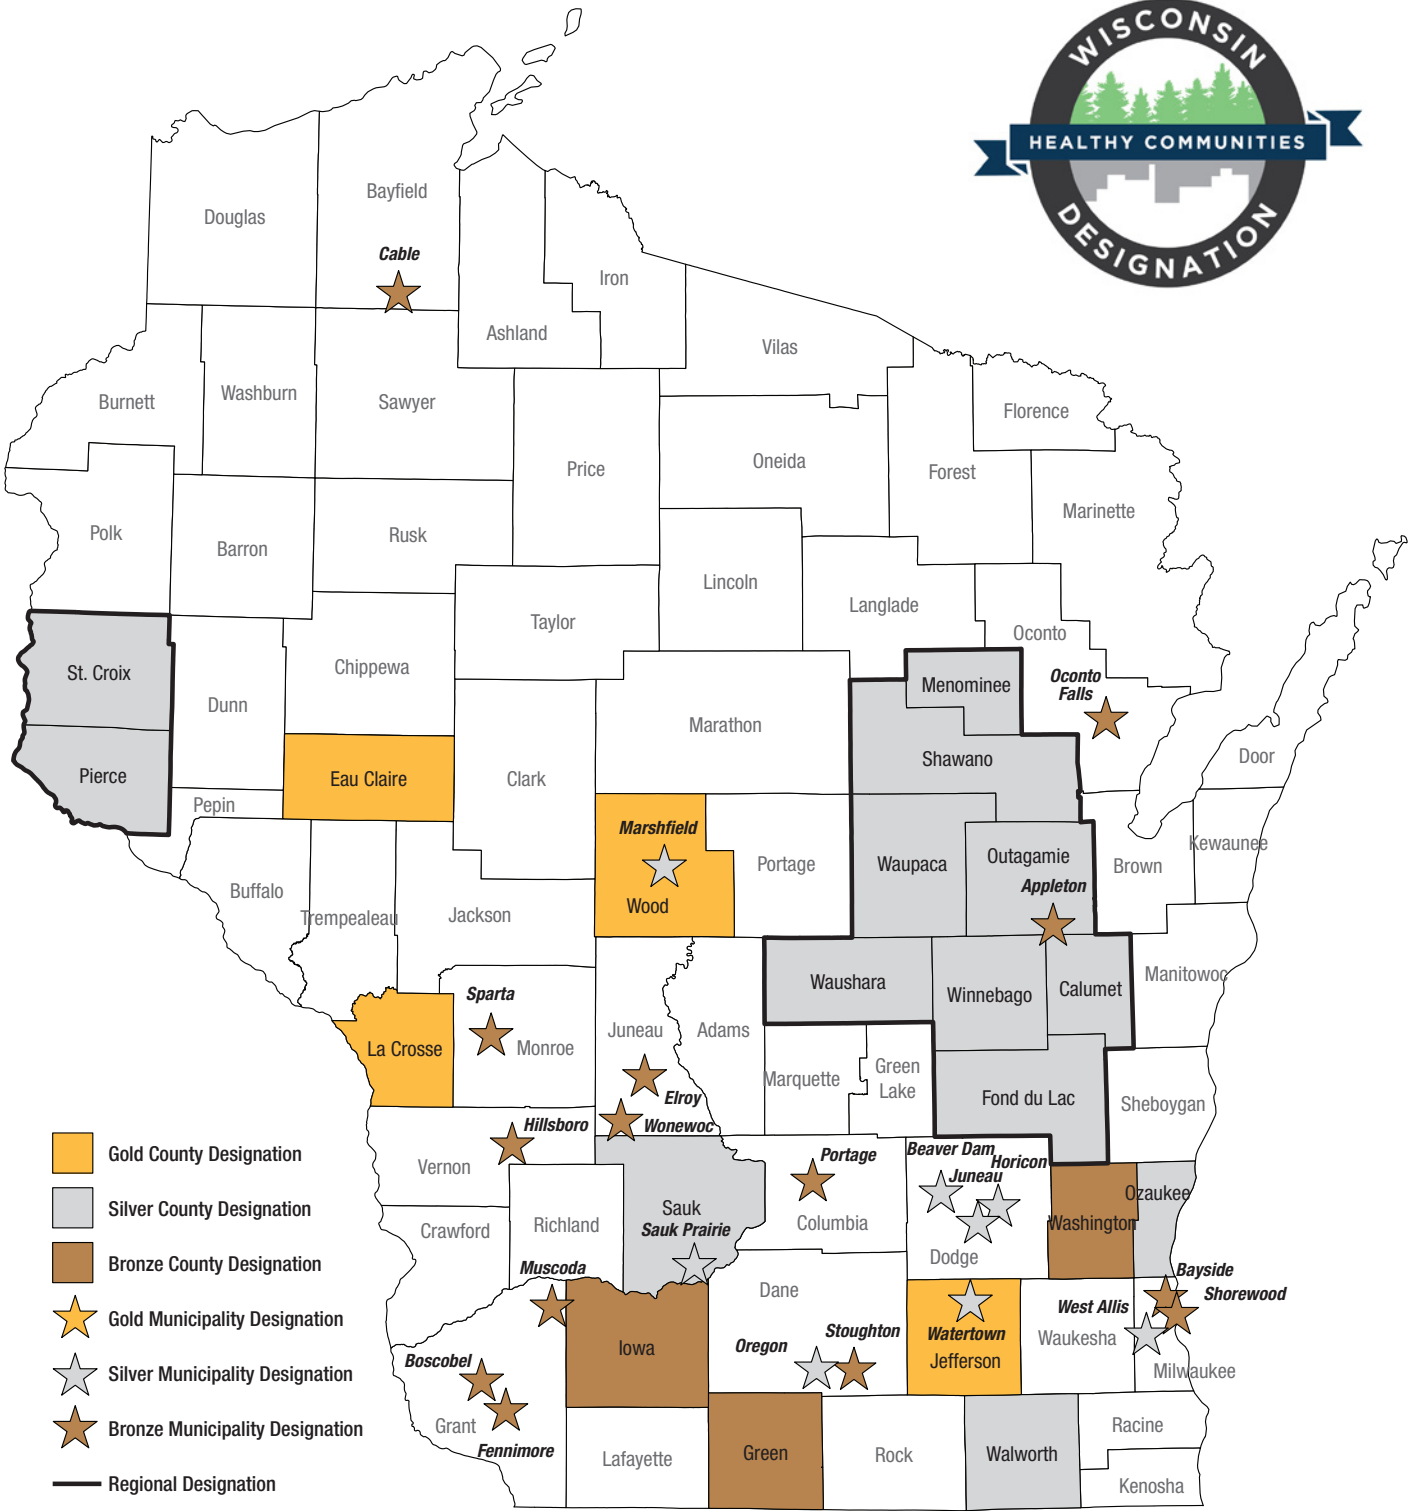 WISCONSIN
HEALTHY COMMUNITIES
DESIGNATION
Bayfield
Douglas
Cable
Iron
Ashland
Vilas
Burnett
Washburn
Sawyer
Florence
Price
Oneida
Forest
Marinette
Polk
Barron
Rusk
Lincoln
Langlade
Taylor
Oconto
St. Croix
Chippewa
Menominee
Oconto
Falls
Dunn
Marathon
Shawano
Door
Pierce
Eau Claire
Clark
Pepin
Marshfield
Kewaunee
Buffalo
Portage
Waupaca
Outagamie
Brown
Appleton
Trempealeau
Jackson
Wood
Waushara
Winnebago
Calumet
Manitowoc
Sparta
La Crosse
Monroe
Juneau
Adams
Marquette
Green
Lake
Fond du Lac
Sheboygan
Elroy
Wonewoc
Hillsboro
Vernon
Portage
Beaver Dam
Horicon
Juneau
Ozaukee
Washington
Sauk
Sauk Prairie
Columbia
Dodge
Crawford
Richland
Muscoda
Dane
Bayside
Shorewood
West Allis
Waukesha
Milwaukee
Iowa
Oregon
Stoughton
Watertown
Jefferson
Boscobel
Grant
Fennimore
Lafayette
Green
Rock
Walworth
Racine
Kenosha
Gold County Designation
Silver County Designation
Bronze County Designation
Gold Municipality Designation
Silver Municipality Designation
Bronze Municipality Designation
Regional Designation